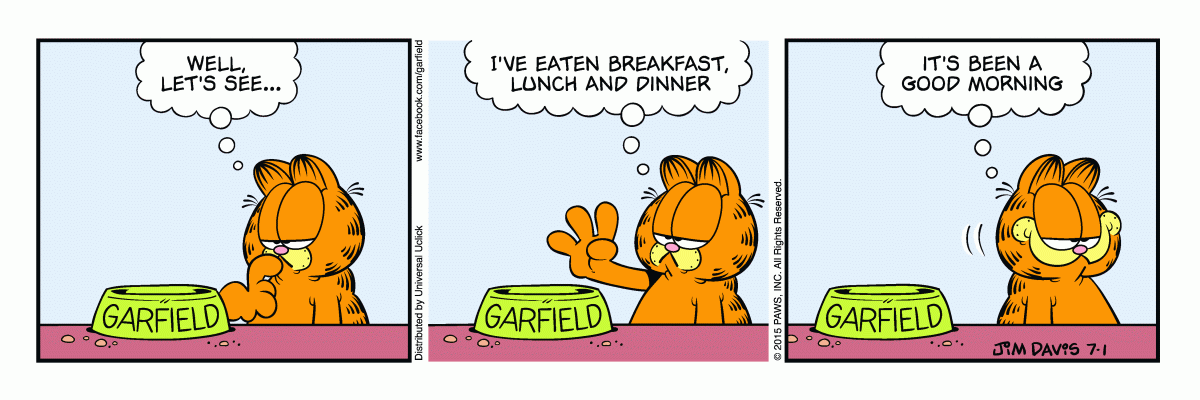 WELL,
LET'S SEE...
GARFIELD
www.facebook.com/garfield
Distributed by Universal Uclick
I'VE EATEN BREAKFAST,
LUNCH AND DINNER
GARFIELD
© 2015 PAWS, INC. All Rights Reserved.
IT'S BEEN A
GOOD MORNING
GARFIELD
JIM DAVIS 7-1